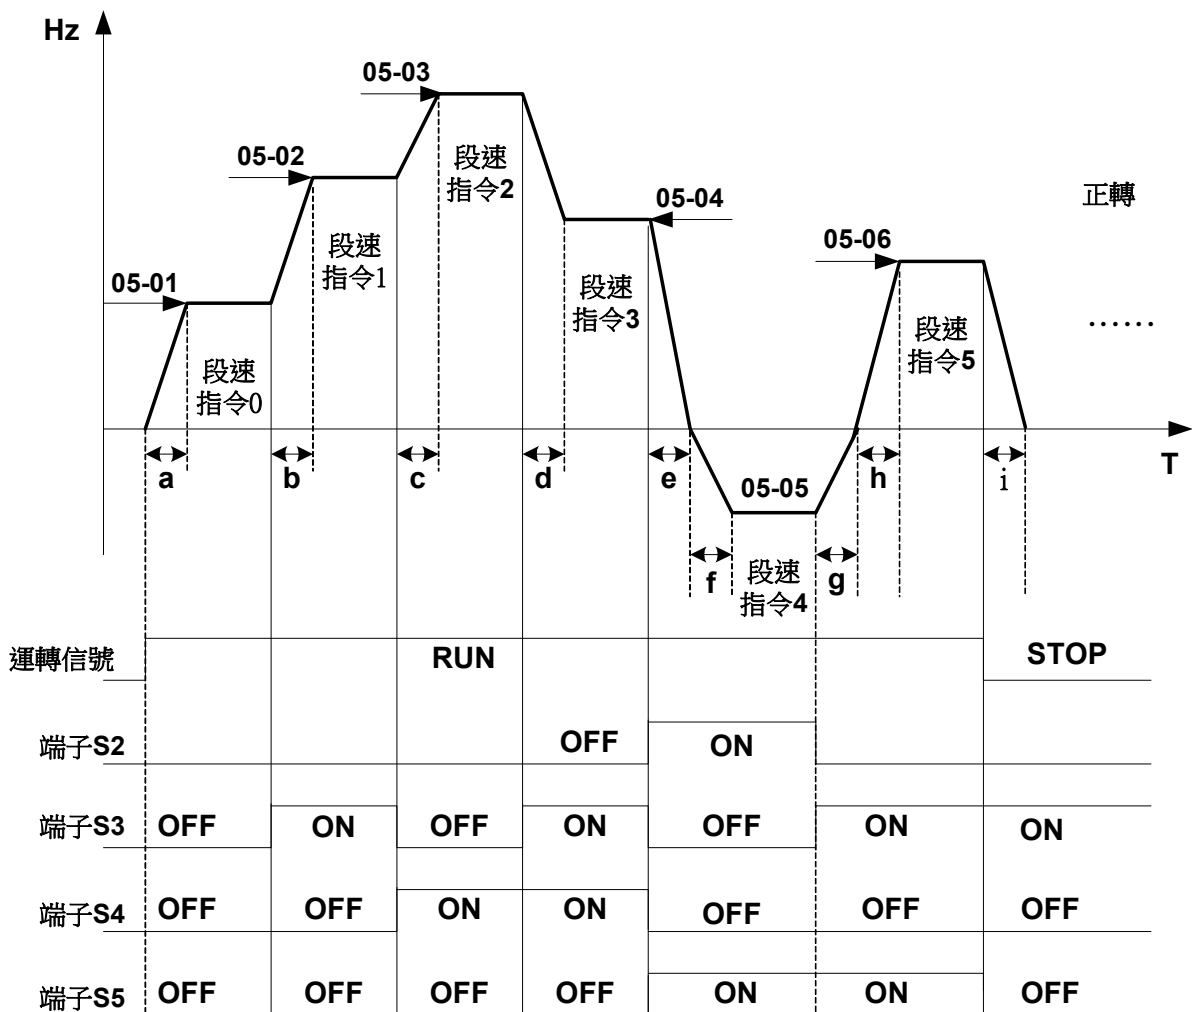 Hz
05-03
05-02
段速
指令2
05-04
正轉
段速
指令1
05-06
05-01
段速
指令3
段速
指令5
......
段速
指令0
a
b
c
d
e
05-05
h
i
T
f
段速
指令4
g
運轉信號
RUN
STOP
端子S2
OFF
ON
端子S3
OFF
ON
OFF
ON
OFF
ON
ON
端子S4
OFF
OFF
ON
ON
OFF
OFF
OFF
端子S5
OFF
OFF
OFF
OFF
ON
ON
OFF